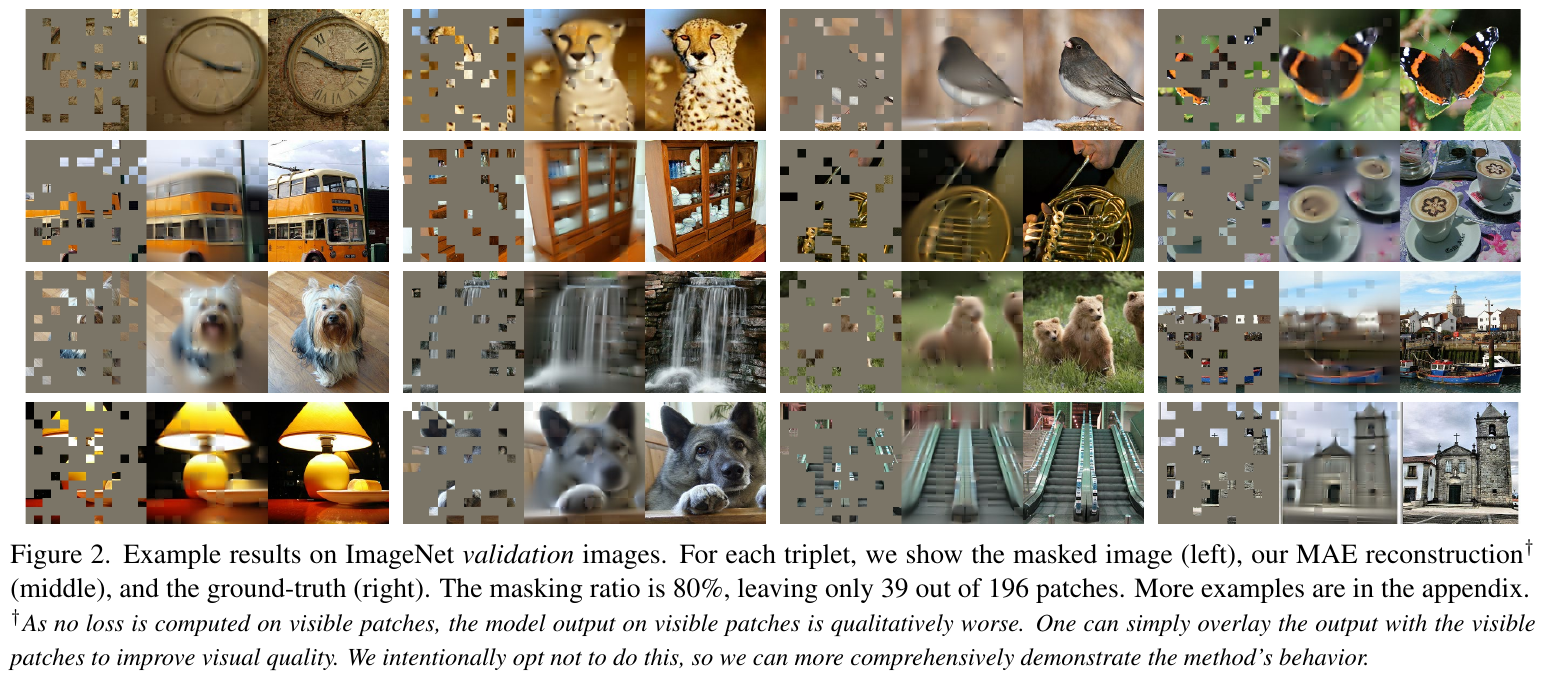 Figure 2. Example results on ImageNet validation images. For each triplet, we show the masked image (left), our MAE reconstruction†
(middle), and the ground-truth (right). The masking ratio is 80%, leaving only 39 out of 196 patches. More examples are in the appendix.
†As no loss is computed on visible patches, the model output on visible patches is qualitatively worse. One can simply overlay the output with the visible
patches to improve visual quality. We intentionally opt not to do this, so we can more comprehensively demonstrate the method's behavior.